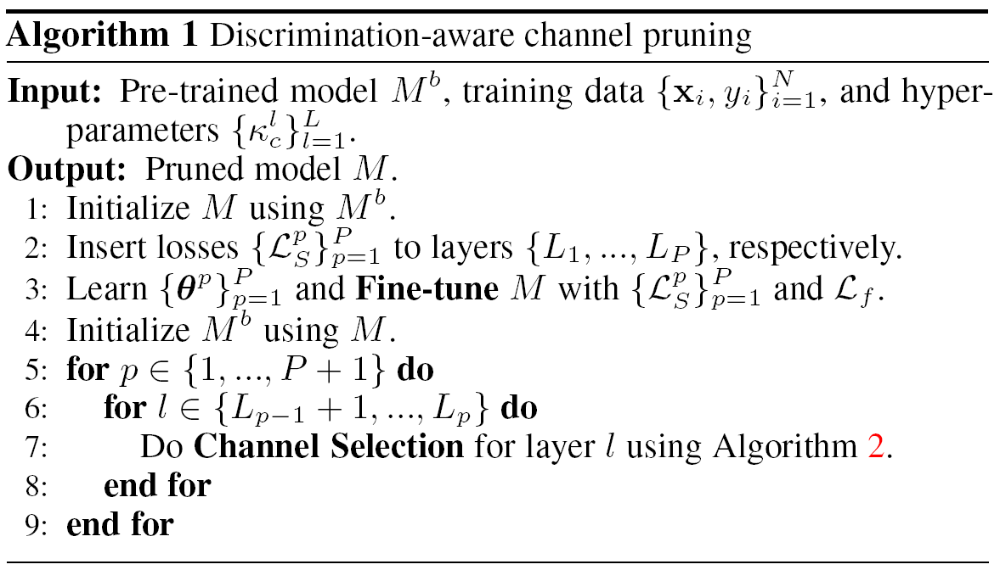 Algorithm 1 Discrimination-aware channel pruning
Input: Pre-trained model $M^b$, training data $\{\mathbf{x}_i, y_i\}_{i=1}^N$, and hyper-
parameters $\{\kappa_c^l\}_{l=1}^L$.
Output: Pruned model $M$.
1: Initialize $M$ using $M^b$.
2: Insert losses $\{\mathcal{L}_S^p\}_{p=1}^P$ to layers $\{L_1, ..., L_P\}$, respectively.
3: Learn $\{\boldsymbol{\theta}^p\}_{p=1}^P$ and Fine-tune $M$ with $\{\mathcal{L}_S^p\}_{p=1}^P$ and $\mathcal{L}_f$.
4: Initialize $M^b$ using $M$.
5: for $p \in \{1, ..., P+1\}$ do
6: for $l \in \{L_{p-1}+1, ..., L_p\}$ do
7: Do Channel Selection for layer $l$ using Algorithm 2.
8: end for
9: end for